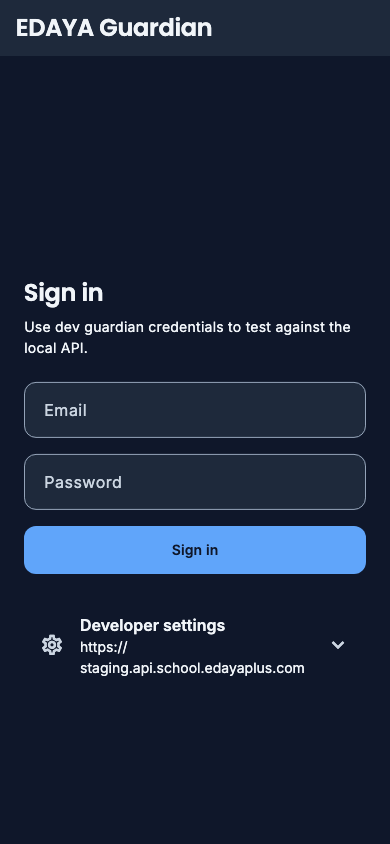 EDAYA Guardian
Sign in
Use dev guardian credentials to test against the
local API.
Email
Password
Sign in
Developer settings
https://
staging.api.school.edayaplus.com